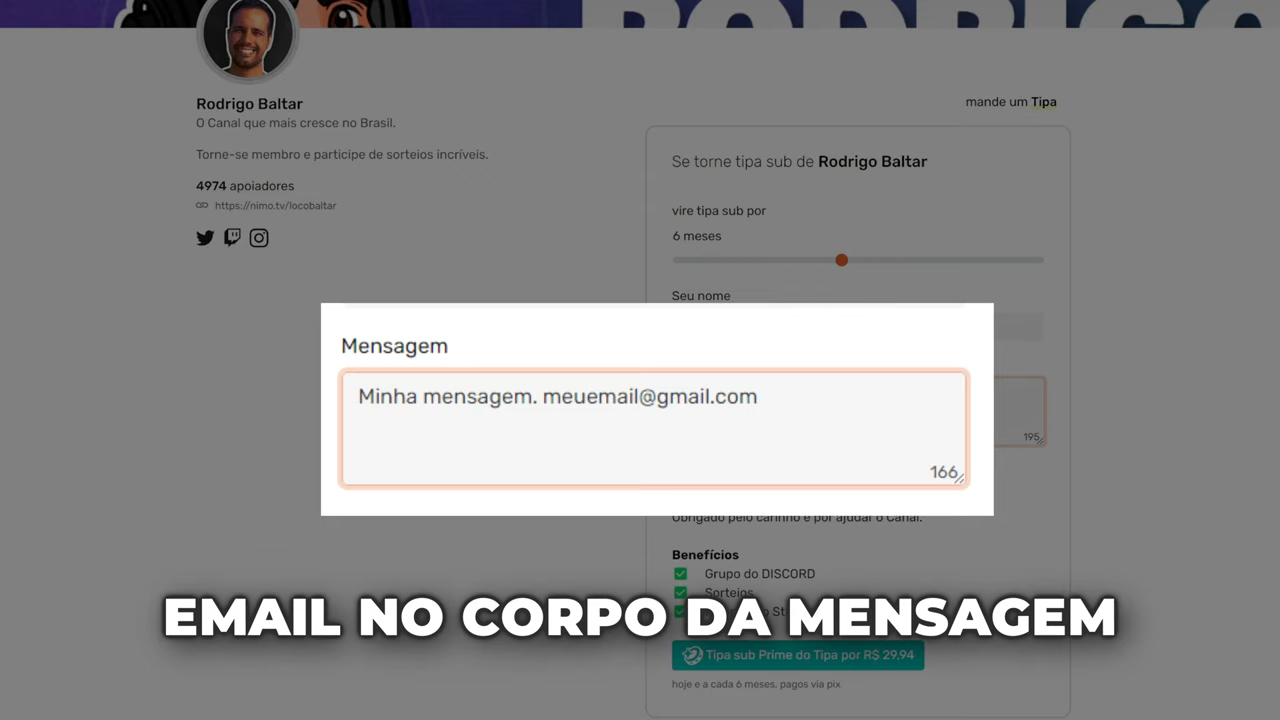 RODRIGO
Rodrigo Baltar
O Canal que mais cresce no Brasil.
Torne-se membro e participe de sorteios incríveis.
4974 apoiadores
https://nimo.tv/locobaltar
mande um Tipa
Se torne tipa sub de Rodrigo Baltar
vire tipa sub por
6 meses
Seu nome
Mensagem
Minha mensagem. meuemail@gmail.com
166
195
Obrigado pelo carinho e por ajudar o Canal.
Benefícios
Grupo do DISCORD
Sorteios
EMAIL NO CORPO DA MENSAGEM
Tipa sub Prime do Tipa por R$ 29,94
hoje e a cada 6 meses, pagos via pix